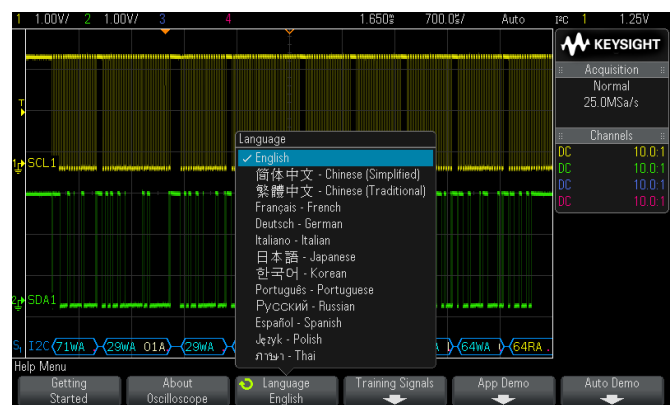 1 1.00V/ 2 1.00V/ 3 4 1.650s 700.0s/ Auto I²C 1 1.25V
KEYSIGHT
Acquisition
Normal
25.0MSa/s
Channels
DC 10.0:1
DC 10.0:1
DC 10.0:1
DC 10.0:1
T
SCL1
SDA1
S1 I2C 71WA 29WA 01A 29WA 64WA 64RA
Language
English
简体中文 - Chinese (Simplified)
繁體中文 - Chinese (Traditional)
Français - French
Deutsch - German
Italiano - Italian
日本語 - Japanese
한국어 - Korean
Português - Portuguese
Русский - Russian
Español - Spanish
Język - Polish
ภาษา - Thai
Help Menu
Getting Started
About Oscilloscope
Language English
Training Signals
App Demo
Auto Demo